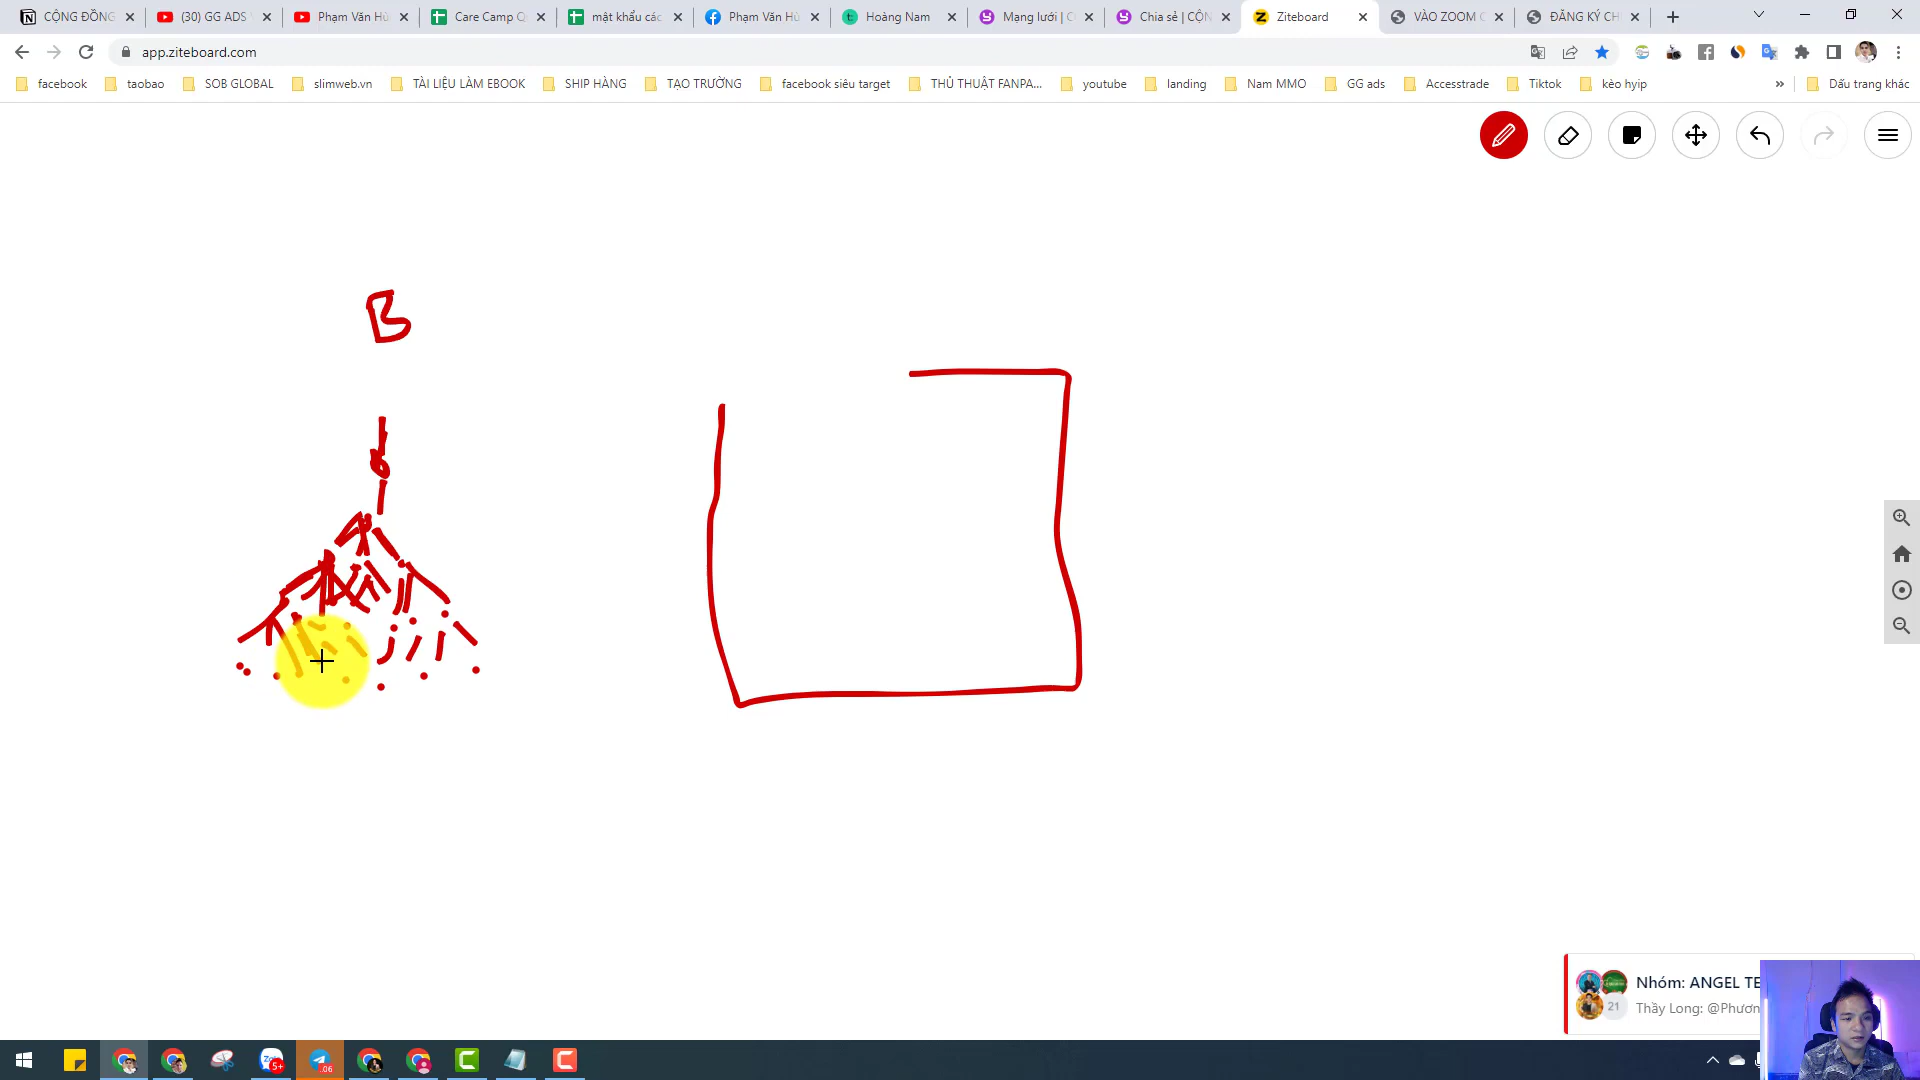 CỘNG ĐỒNG
(30) GG ADS
Phạm Văn Hù
Care Camp Q
mật khẩu các
Phạm Văn Hù
Hoàng Nam
Mạng lưới | C
Chia sẻ | CỘN
Ziteboard
VÀO ZOOM C
ĐĂNG KÝ CH
app.ziteboard.com
facebook
taobao
SOB GLOBAL
slimweb.vn
TÀI LIỆU LÀM EBOOK
SHIP HÀNG
TẠO TRƯỜNG
facebook siêu target
THỦ THUẬT FANPA...
youtube
landing
Nam MMO
GG ads
Accesstrade
Tiktok
kèo hyip
»
Dấu trang khác
B
Nhóm: ANGEL TE
21
Thầy Long: @Phươn
Zalo
5+
.06